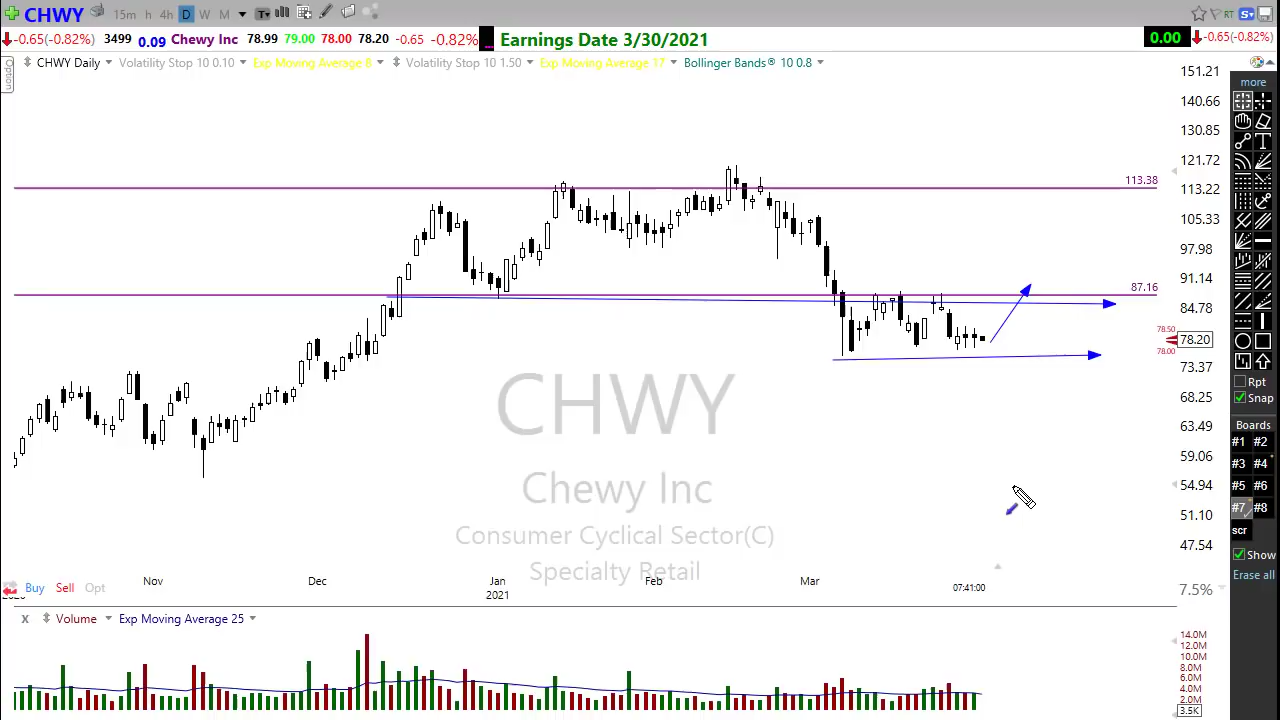 CHWY 15m h 4h D W M T RT S
-0.65(-0.82%) 3499 0.09 Chewy Inc 78.99 79.00 78.00 78.20 -0.65 -0.82% Earnings Date 3/30/2021 0.00 -0.65(-0.82%)
Option
CHWY Daily Volatility Stop 10 0.10 Exp Moving Average 8 Volatility Stop 10 1.50 Exp Moving Average 17 Bollinger Bands® 10 0.8
151.21
140.66
130.85
121.72
113.38
113.22
105.33
97.98
91.14
87.16
84.78
78.50
78.20
78.00
73.37
68.25
63.49
59.06
54.94
51.10
47.54
more
T
Rpt
Snap
Boards
#1 #2
#3 #4
#5 #6
#7 #8
scr
Show
Erase all
CHWY
Chewy Inc
Consumer Cyclical Sector(C)
Specialty Retail
Nov Dec Jan Feb Mar
2021
07:41:00
Buy Sell Opt
7.5%
x Volume Exp Moving Average 25
14.0M
12.0M
10.0M
8.0M
6.0M
4.0M
2.0M
3.5K